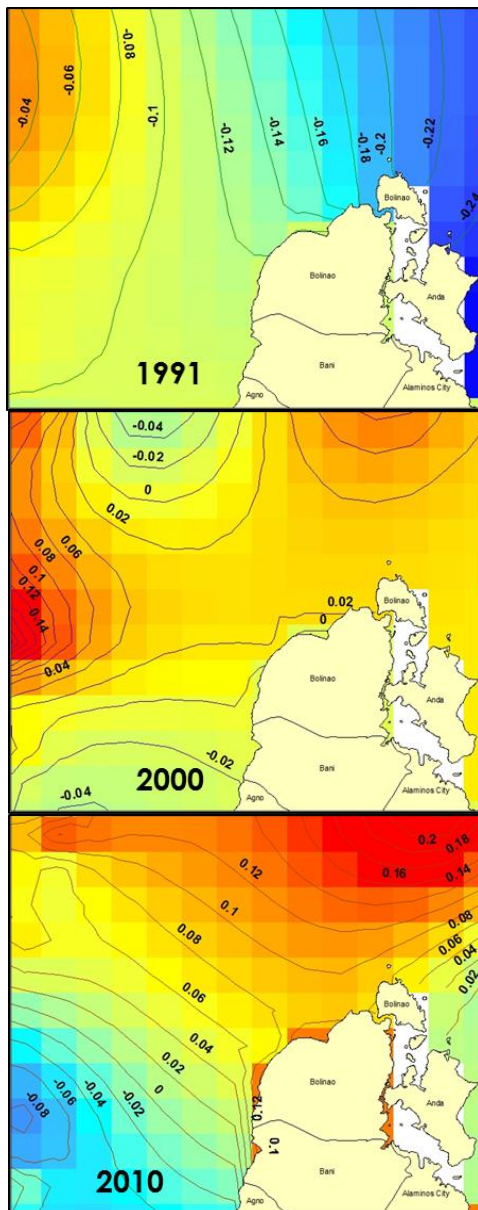 -0.04
-0.06
-0.08
-0.1
-0.12
-0.14
-0.16
-0.18
-0.2
-0.22
-0.24
Bolinao
Bolinao
Anda
Bani
Agno
Alaminos City
1991
-0.04
-0.02
0
0.02
0.08
0.06
0.1
0.12
0.14
0.04
0.02
0
Bolinao
Bolinao
Anda
-0.02
-0.04
Bani
Agno
Alaminos City
2000
0.2
0.18
0.16
0.14
0.12
0.1
0.08
0.08
0.06
0.04
0.02
0.06
0.04
0.02
0
-0.02
-0.04
-0.06
-0.08
Bolinao
Bolinao
Anda
0.12
0.1
Bani
Agno
Alaminos City
2010